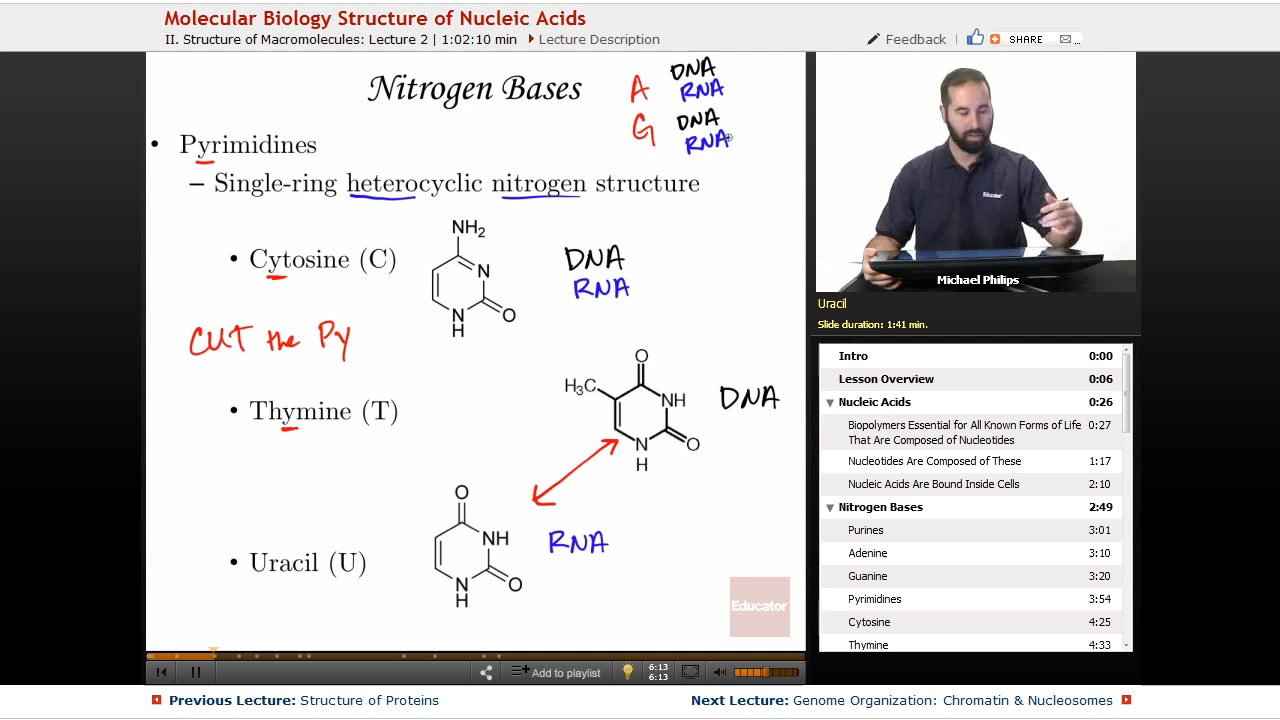 Molecular Biology Structure of Nucleic Acids
II. Structure of Macromolecules: Lecture 2 | 1:02:10 min Lecture Description
Feedback SHARE
Nitrogen Bases
A DNA
RNA
G DNA
RNA
• Pyrimidines
– Single-ring heterocyclic nitrogen structure
• Cytosine (C)
NH2
N
N
H
O
DNA
RNA
CUT the Py
• Thymine (T)
O
H3C
NH
N
H
O
DNA
• Uracil (U)
O
NH
N
H
O
RNA
Educator
Educator
Michael Philips
Uracil
Slide duration: 1:41 min.
Intro 0:00
Lesson Overview 0:06
Nucleic Acids 0:26
Biopolymers Essential for All Known Forms of Life 0:27
That Are Composed of Nucleotides
Nucleotides Are Composed of These 1:17
Nucleic Acids Are Bound Inside Cells 2:10
Nitrogen Bases 2:49
Purines 3:01
Adenine 3:10
Guanine 3:20
Pyrimidines 3:54
Cytosine 4:25
Thymine 4:33
Add to playlist
6:13
6:13
Previous Lecture: Structure of Proteins
Next Lecture: Genome Organization: Chromatin & Nucleosomes